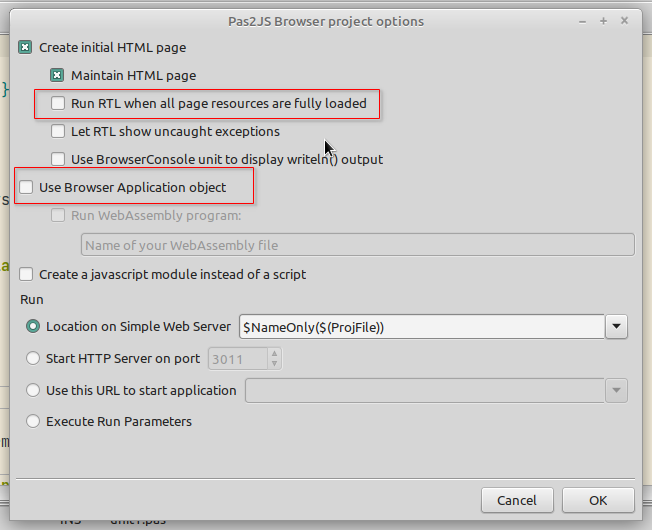 Pas2JS Browser project options
Create initial HTML page
Maintain HTML page
Run RTL when all page resources are fully loaded
Let RTL show uncaught exceptions
Use BrowserConsole unit to display writeln() output
Use Browser Application object
Run WebAssembly program:
Name of your WebAssembly file
Create a javascript module instead of a script
Run
Location on Simple Web Server $NameOnly($(ProjFile))
Start HTTP Server on port 3011
Use this URL to start application
Execute Run Parameters
Cancel OK